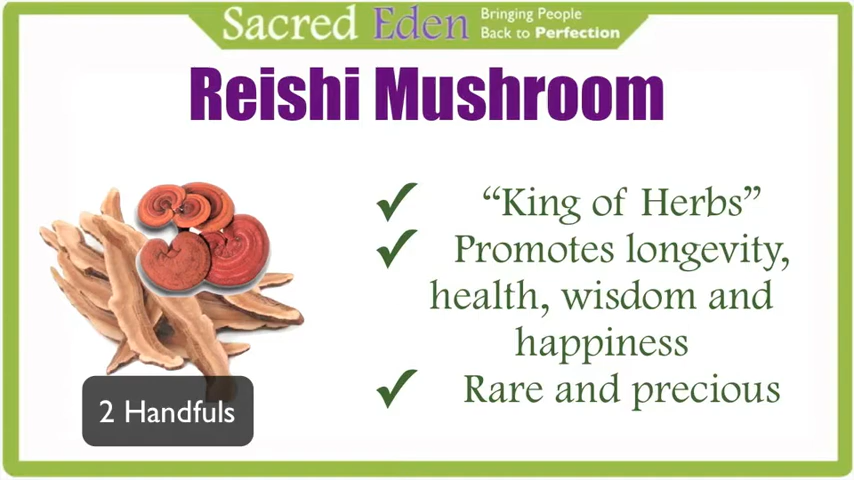 Sacred Eden
Bringing People
Back to Perfection
Reishi Mushroom
✓ “King of Herbs”
✓ Promotes longevity,
health, wisdom and
happiness
✓ Rare and precious
2 Handfuls